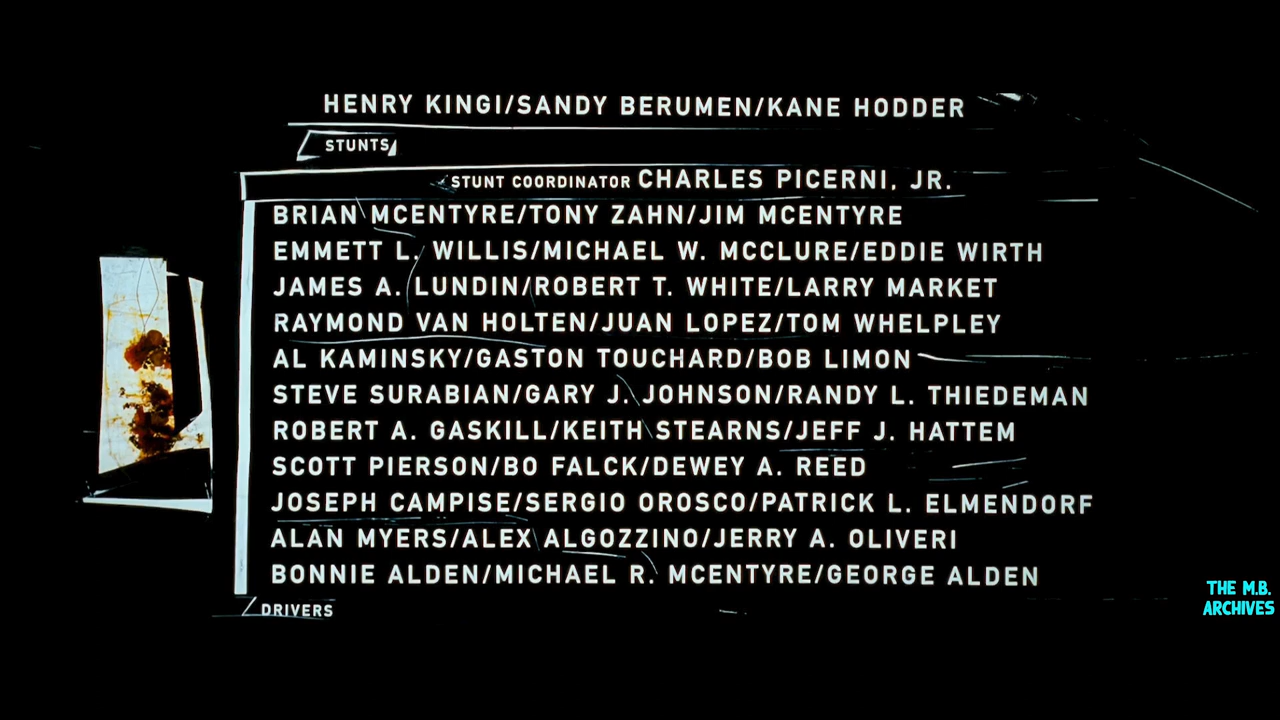 HENRY KINGI/SANDY BERUMEN/KANE HODDER
STUNTS
STUNT COORDINATOR CHARLES PICERNI, JR.
BRIAN MCENTYRE/TONY ZAHN/JIM MCENTYRE
EMMETT L. WILLIS/MICHAEL W. MCCLURE/EDDIE WIRTH
JAMES A. LUNDIN/ROBERT T. WHITE/LARRY MARKET
RAYMOND VAN HOLTEN/JUAN LOPEZ/TOM WHELPLEY
AL KAMINSKY/GASTON TOUCHARD/BOB LIMON
STEVE SURABIAN/GARY J. JOHNSON/RANDY L. THIEDEMAN
ROBERT A. GASKILL/KEITH STEARNS/JEFF J. HATTEM
SCOTT PIERSON/BO FALCK/DEWEY A. REED
JOSEPH CAMPISE/SERGIO OROSCO/PATRICK L. ELMENDORF
ALAN MYERS/ALEX ALGOZZINO/JERRY A. OLIVERI
BONNIE ALDEN/MICHAEL R. MCENTYRE/GEORGE ALDEN
DRIVERS
THE M.B.
ARCHIVES